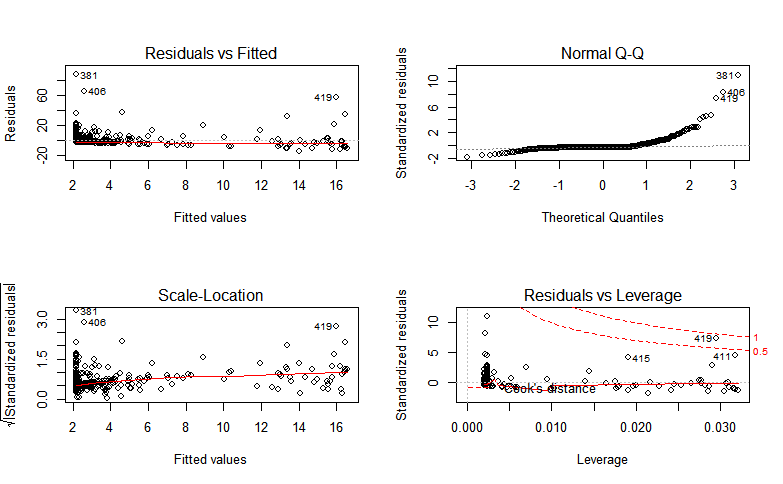 Residuals vs Fitted
Residuals
-20 20 60
381
406
419
2 4 6 8 10 12 14 16
Fitted values
Normal Q-Q
Standardized residuals
-2 2 6 12
381
406
419
-3 -2 -1 0 1 2 3
Theoretical Quantiles
Scale-Location
√|Standardized residuals|
0.0 1.5 3.0
381
406
419
2 4 6 8 10 12 14 16
Fitted values
Residuals vs Leverage
Standardized residuals
0 5 10
419
415
411
1
0.5
Cook's distance
0.000 0.010 0.020 0.030
Leverage